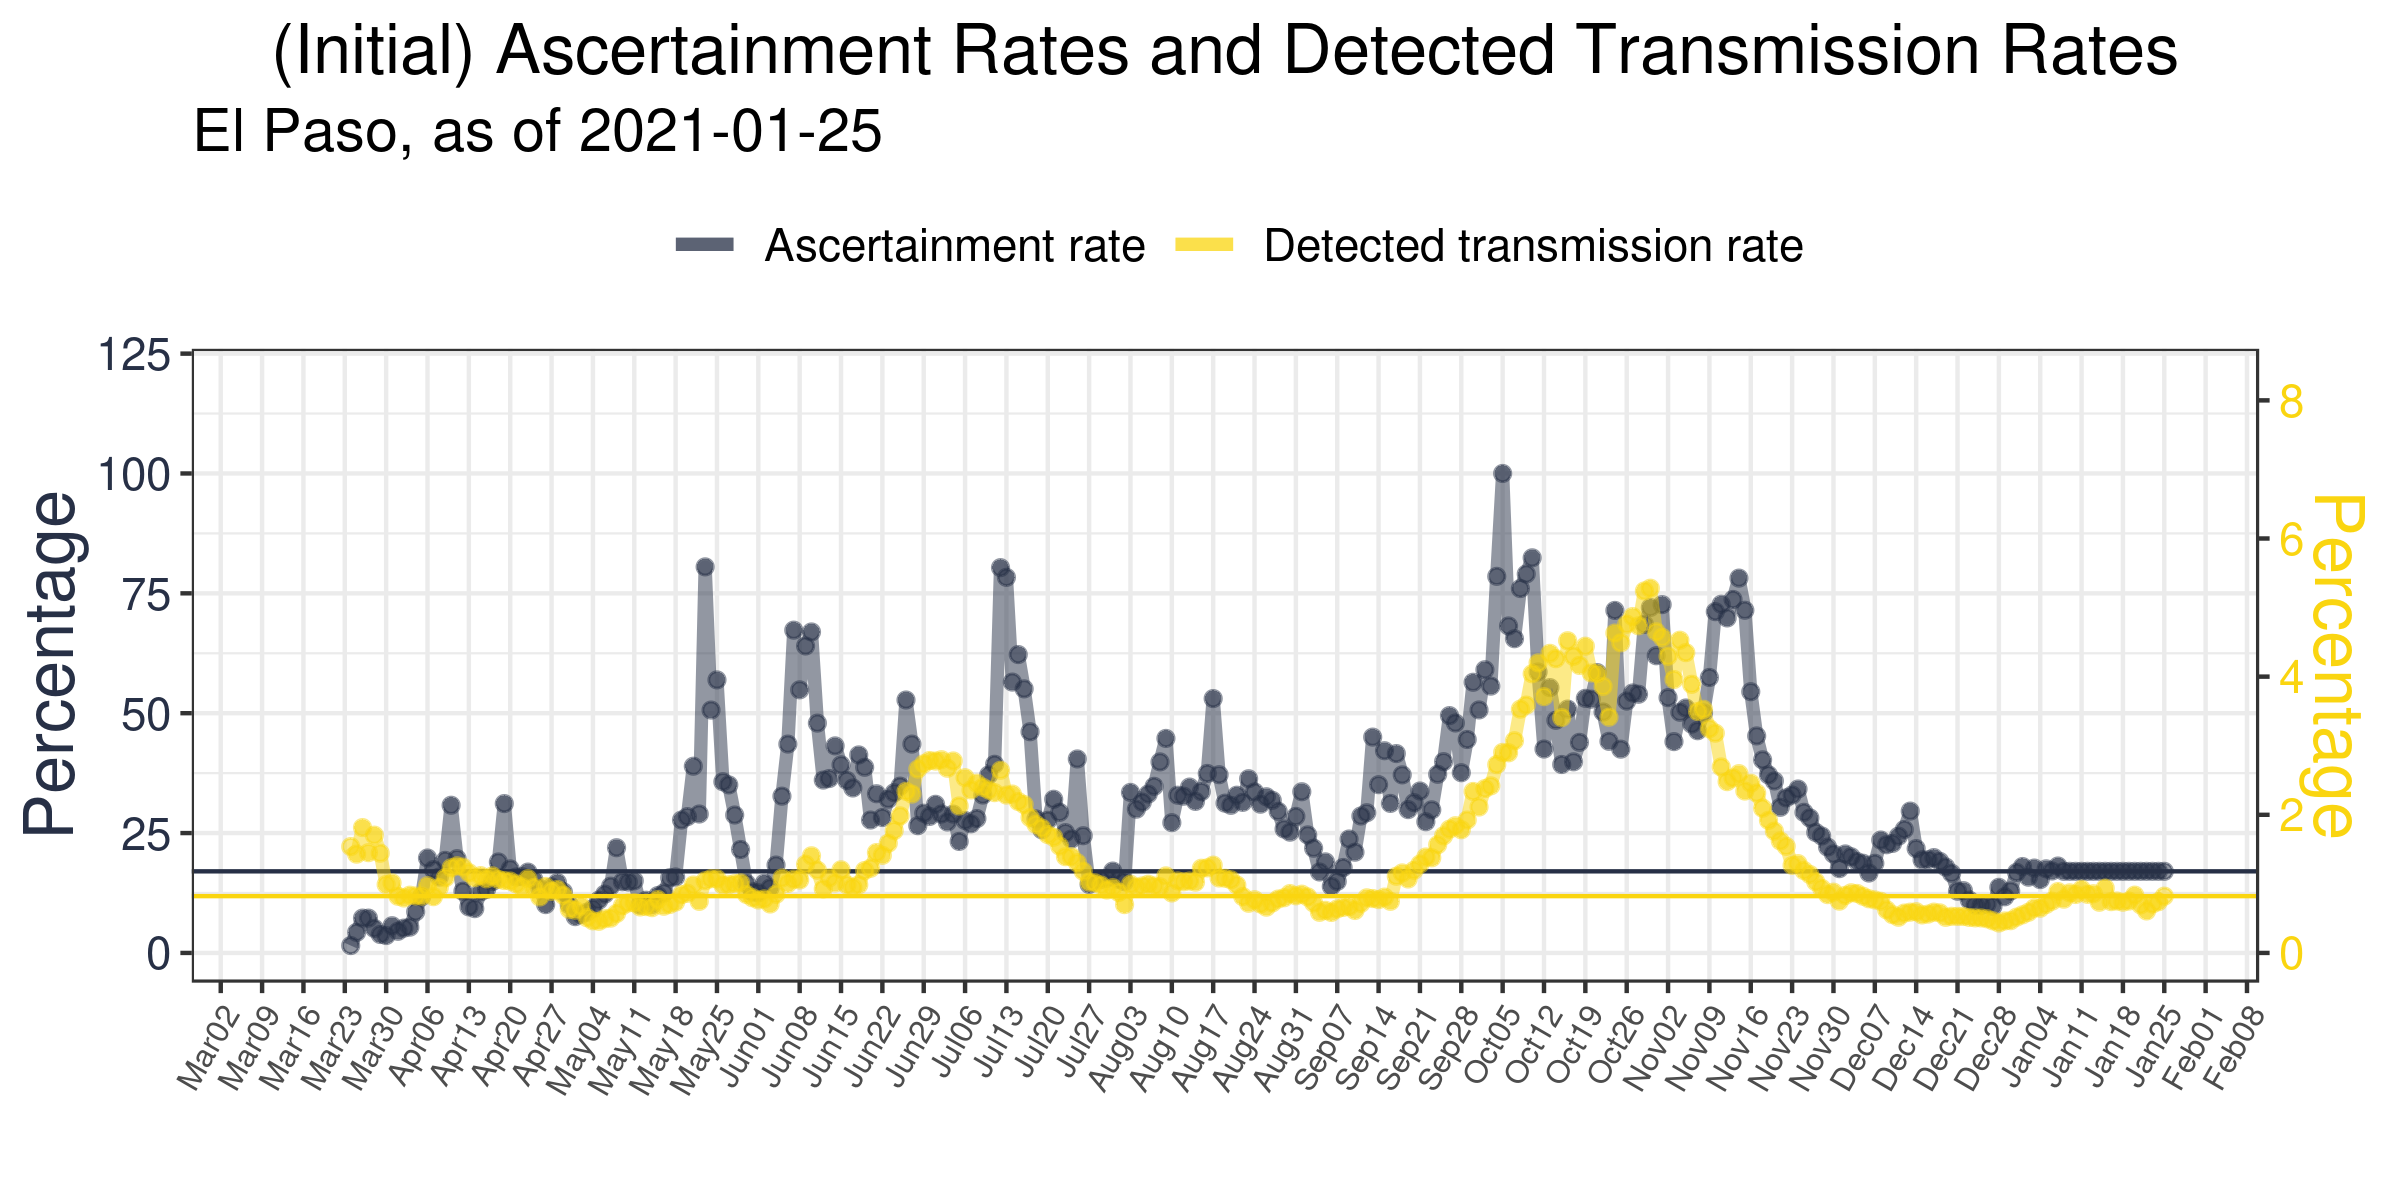 (Initial) Ascertainment Rates and Detected Transmission Rates
El Paso, as of 2021-01-25
Ascertainment rate
Detected transmission rate
Percentage
125
100
75
50
25
0
8
6
4
2
0
Percentage
Mar02
Mar09
Mar16
Mar23
Mar30
Apr06
Apr13
Apr20
Apr27
May04
May11
May18
May25
Jun01
Jun08
Jun15
Jun22
Jun29
Jul06
Jul13
Jul20
Jul27
Aug03
Aug10
Aug17
Aug24
Aug31
Sep07
Sep14
Sep21
Sep28
Oct05
Oct12
Oct19
Oct26
Nov02
Nov09
Nov16
Nov23
Nov30
Dec07
Dec14
Dec21
Dec28
Jan04
Jan11
Jan18
Jan25
Feb01
Feb08